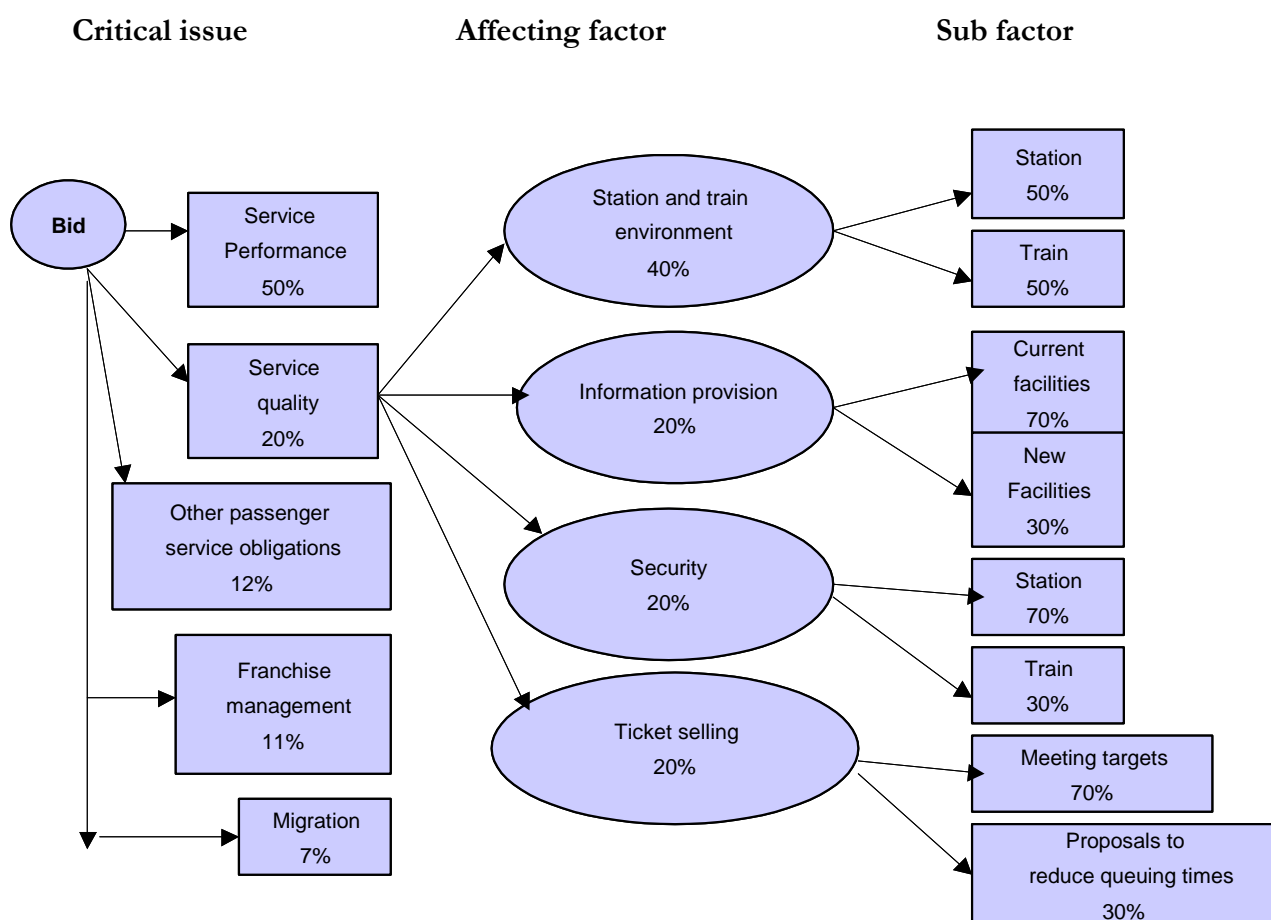 Critical issue
Affecting factor
Sub factor
Bid
Service
Performance
50%
Service
quality
20%
Other passenger
service obligations
12%
Franchise
management
11%
Migration
7%
Station and train
environment
40%
Information provision
20%
Security
20%
Ticket selling
20%
Station
50%
Train
50%
Current
facilities
70%
New
Facilities
30%
Station
70%
Train
30%
Meeting targets
70%
Proposals to
reduce queuing times
30%